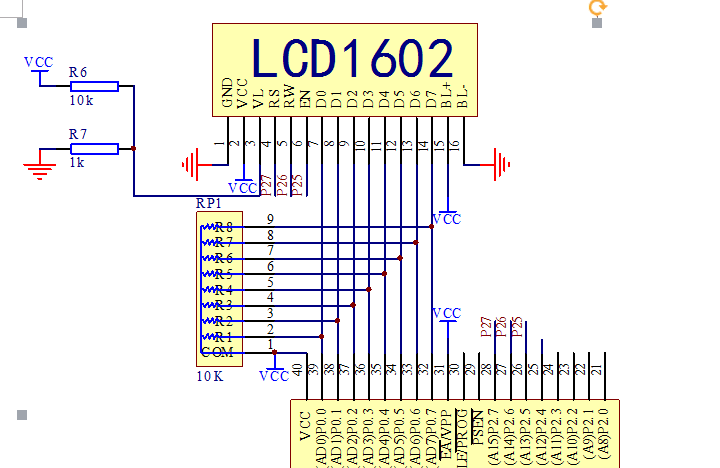 LCD1602
GND VCC VL RS RW EN D0 D1 D2 D3 D4 D5 D6 D7 BL+ BL-
1 2 3 4 5 6 7 8 9 10 11 12 13 14 15 16
VCC
R6
10k
R7
1k
VCC
P27 P26 P25
VCC
RP1
R8 9
R7 8
R6 7
R5 6
R4 5
R3 4
R2 3
R1 2
COM 1
10K
VCC
VCC
P27 P26 P25
40 39 38 37 36 35 34 33 32 31 30 29 28 27 26 25 24 23 22 21
VCC
AD0)P0.0
AD1)P0.1
AD2)P0.2
AD3)P0.3
AD4)P0.4
AD5)P0.5
AD6)P0.6
AD7)P0.7
EA/VPP
LE/PROG
PSEN
(A15)P2.7
(A14)P2.6
(A13)P2.5
(A12)P2.4
(A11)P2.3
(A10)P2.2
(A9)P2.1
(A8)P2.0